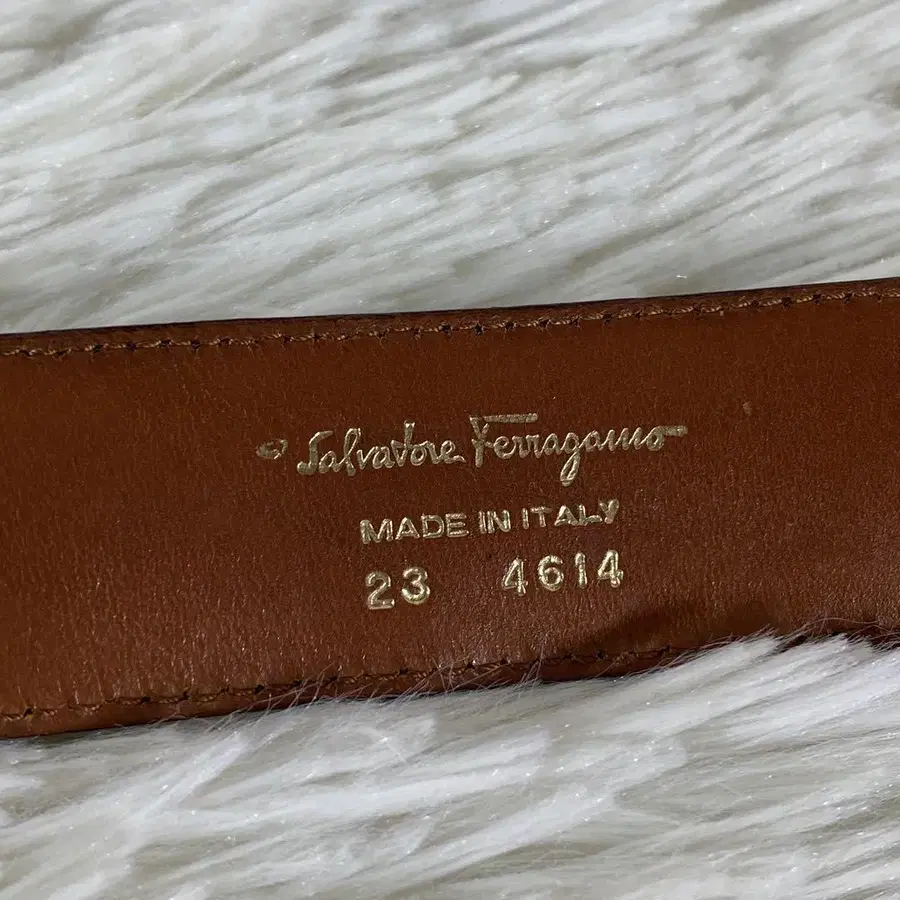 Salvatore Ferragamo
MADE IN ITALY
23 4614